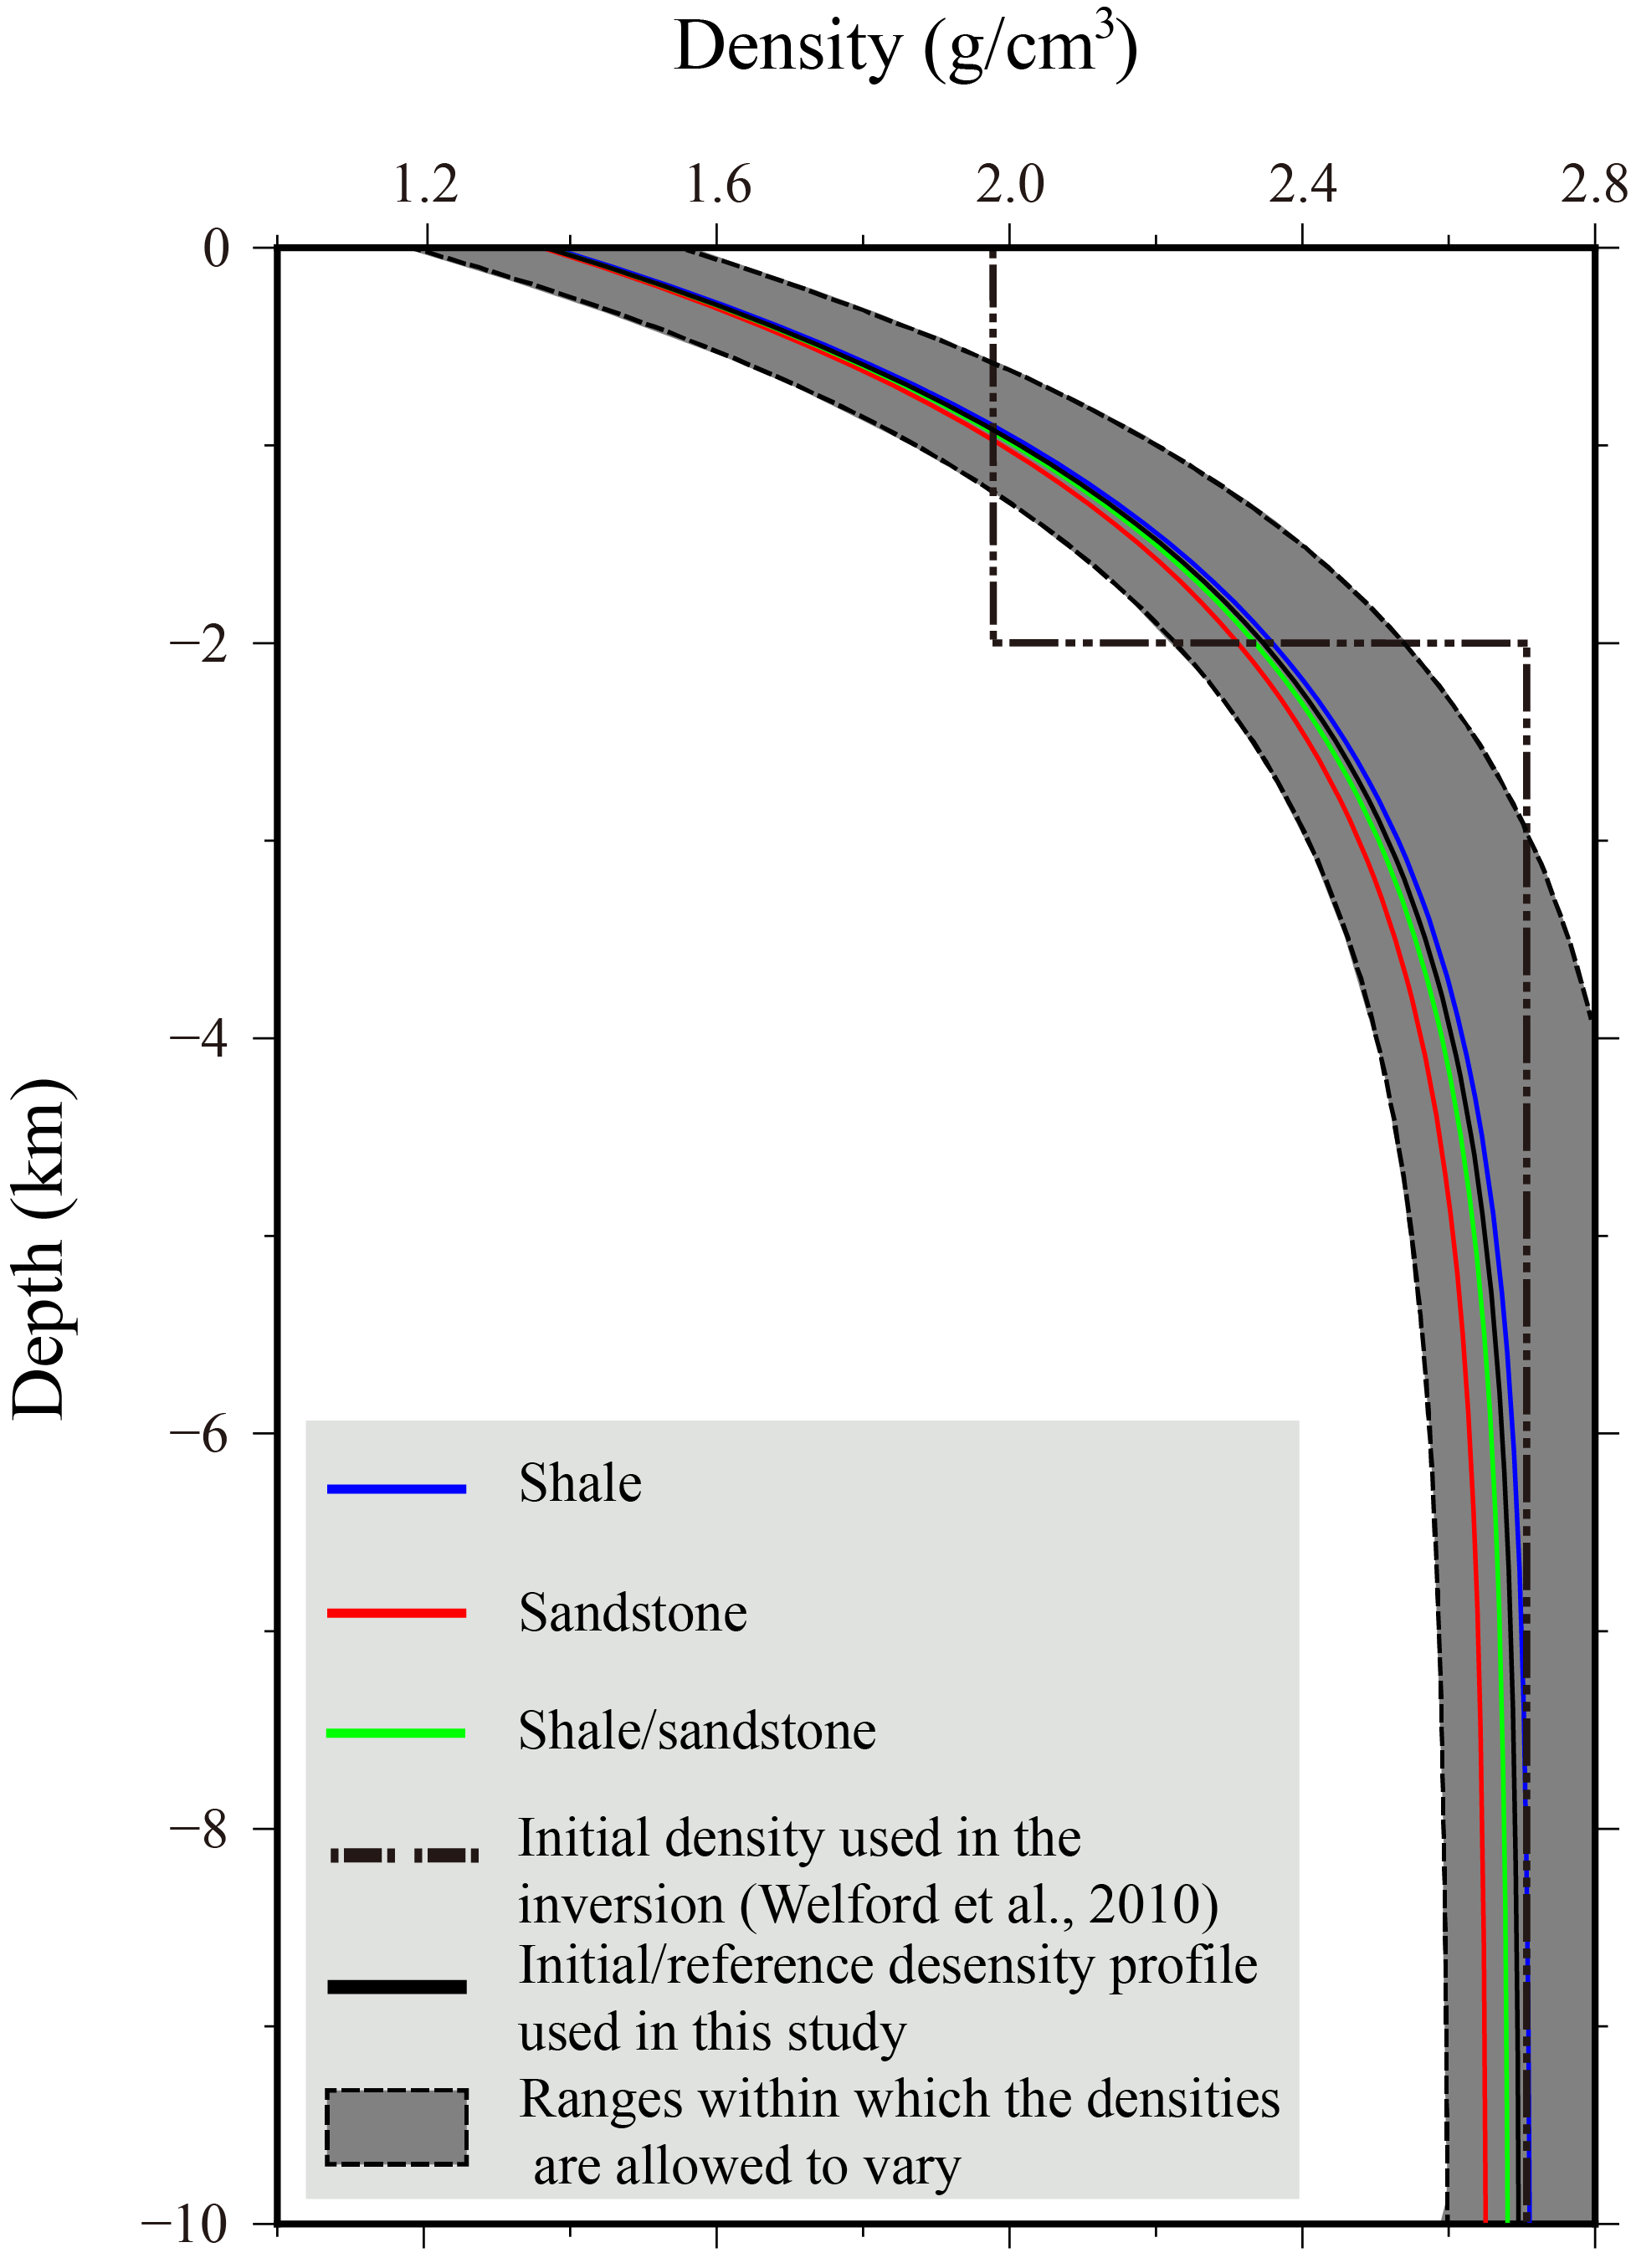 Density (g/cm³)
1.2 1.6 2.0 2.4 2.8
0
−2
−4
−6
−8
−10
Depth (km)
Shale
Sandstone
Shale/sandstone
Initial density used in the
inversion (Welford et al., 2010)
Initial/reference desensity profile
used in this study
Ranges within which the densities
are allowed to vary